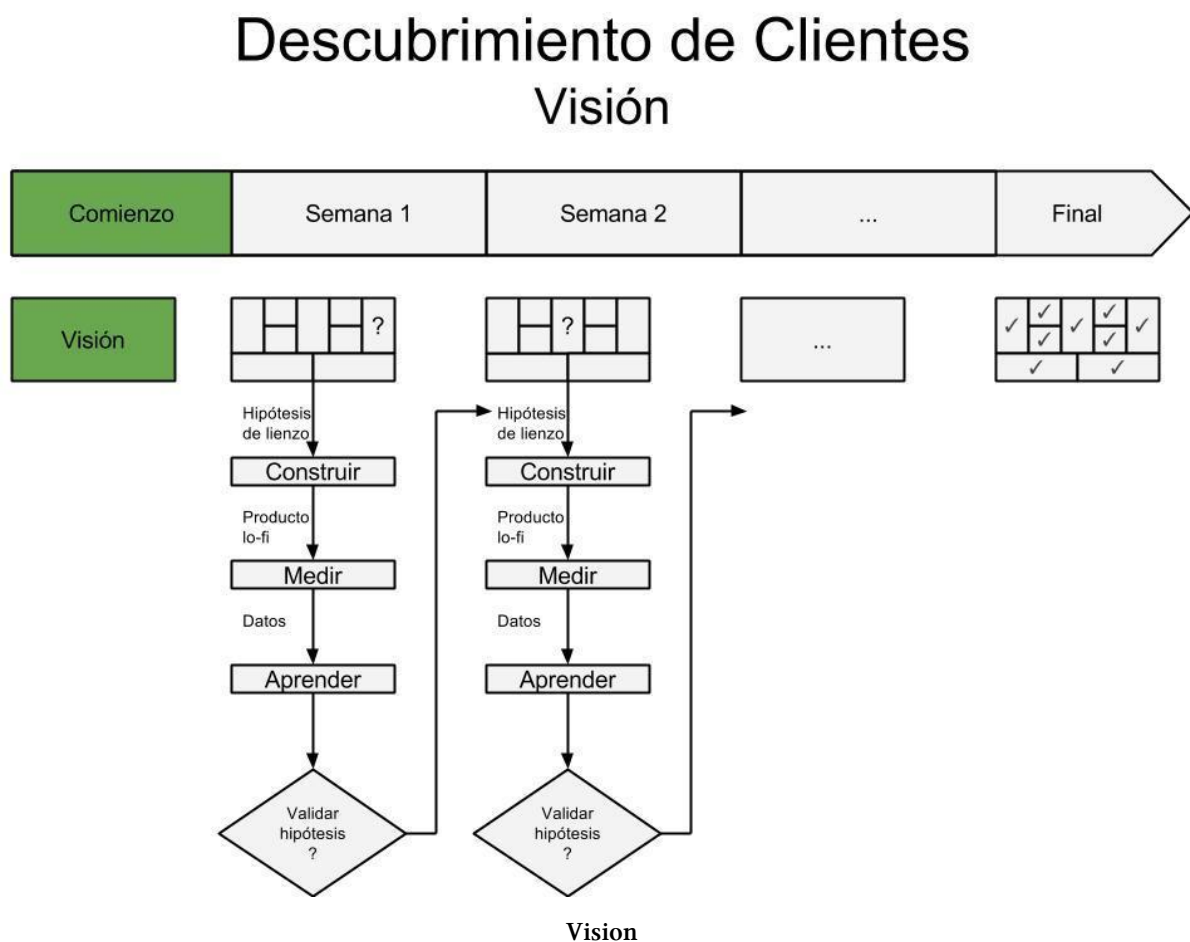 Descubrimiento de Clientes
Visión
Comienzo
Semana 1
Semana 2
...
Final
Visión
?
?
...
✓ ✓ ✓ ✓ ✓
✓ ✓
✓ ✓
Hipótesis
de lienzo
Construir
Producto
lo-fi
Medir
Datos
Aprender
Validar
hipótesis
?
Hipótesis
de lienzo
Construir
Producto
lo-fi
Medir
Datos
Aprender
Validar
hipótesis
?
Vision